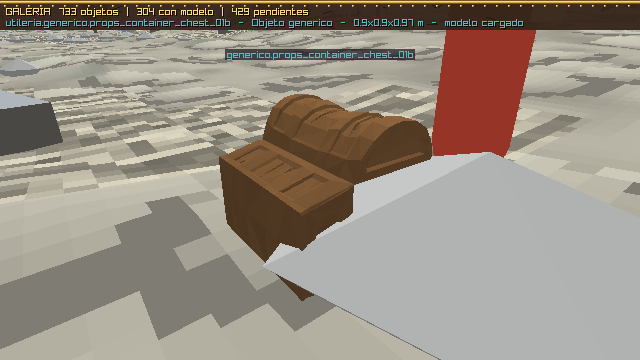 GALERIA 733 objetos | 304 con modelo | 429 pendientes
utileria.generico.props_container_chest_01b - Objeto generico - 0.9x0.9x0.97 m - modelo cargado
generico.props_container_chest_01b